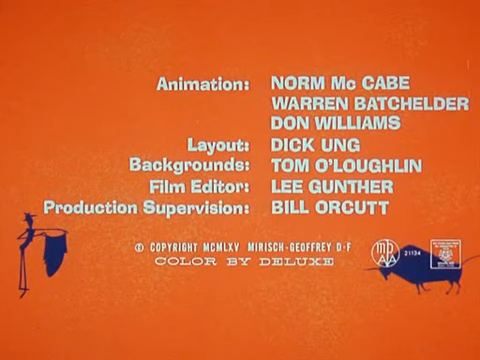 Animation: NORM Mc CABE
WARREN BATCHELDER
DON WILLIAMS
Layout: DICK UNG
Backgrounds: TOM O'LOUGHLIN
Film Editor: LEE GUNTHER
Production Supervision: BILL ORCUTT
© COPYRIGHT MCMLXV MIRISCH-GEOFFREY D-F
COLOR BY DELUXE
21134